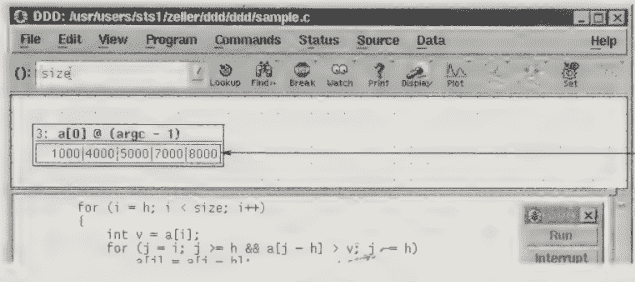 DDD: /usr/users/sts1/zeller/ddd/ddd/sample.c
File Edit View Program Commands Status Source Data Help
(): size
Lookup Find>> Break Watch Print Display Plot Set
3: a[0] @ (argc - 1)
1000|4000|5000|7000|8000
for (i = h; i < size; i++)
{
int v = a[i];
for (j = i; j >= h && a[j - h] > v; j -= h)
a[j] = a[j - h];
Run
Interrupt